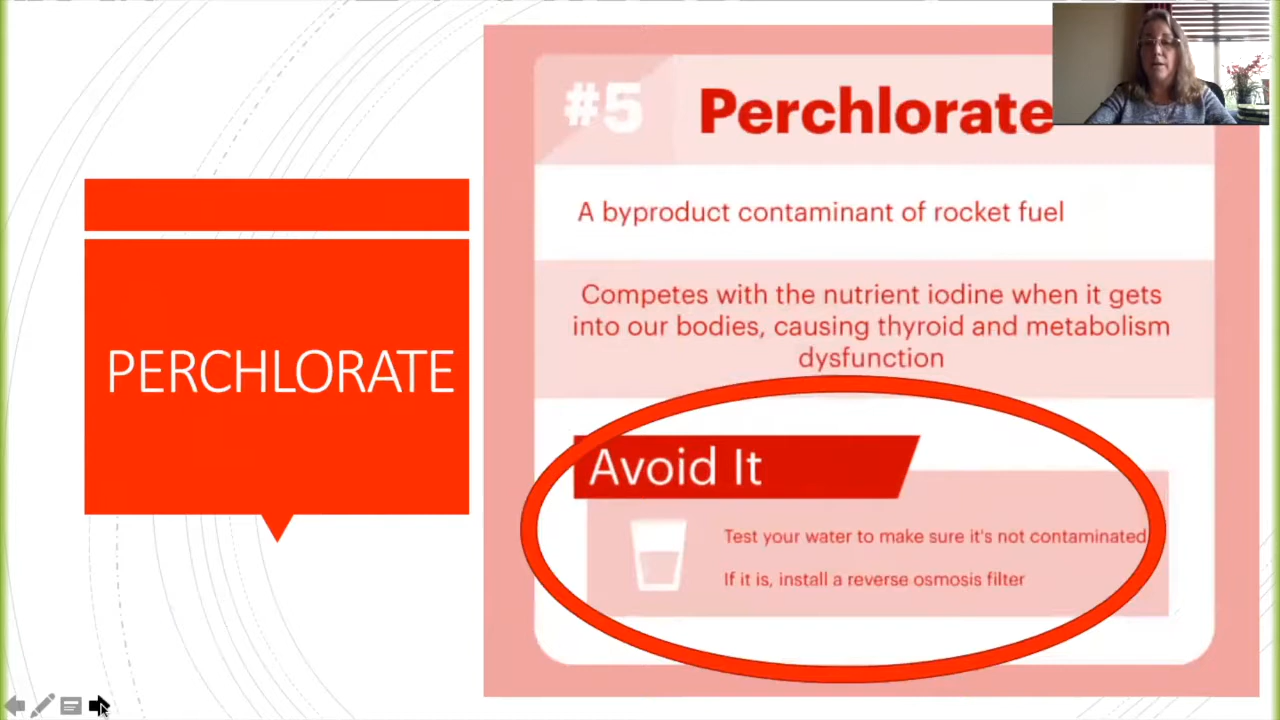 PERCHLORATE
#5 Perchlorate
A byproduct contaminant of rocket fuel
Competes with the nutrient iodine when it gets
into our bodies, causing thyroid and metabolism
dysfunction
Avoid It
Test your water to make sure it's not contaminated
If it is, install a reverse osmosis filter